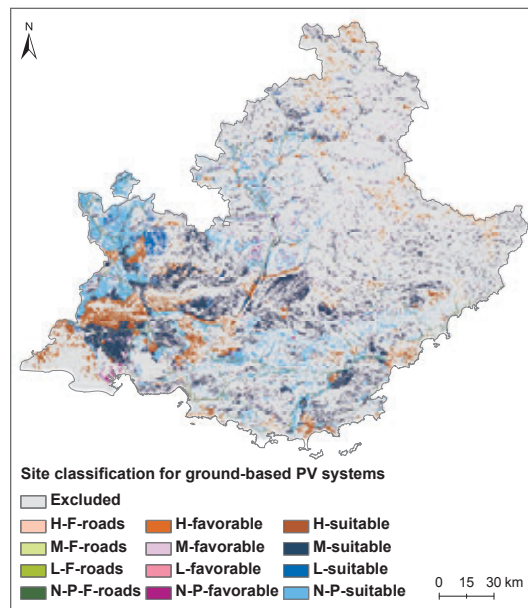 N
Site classification for ground-based PV systems
Excluded
H-F-roads H-favorable H-suitable
M-F-roads M-favorable M-suitable
L-F-roads L-favorable L-suitable
N-P-F-roads N-P-favorable N-P-suitable
0 15 30 km